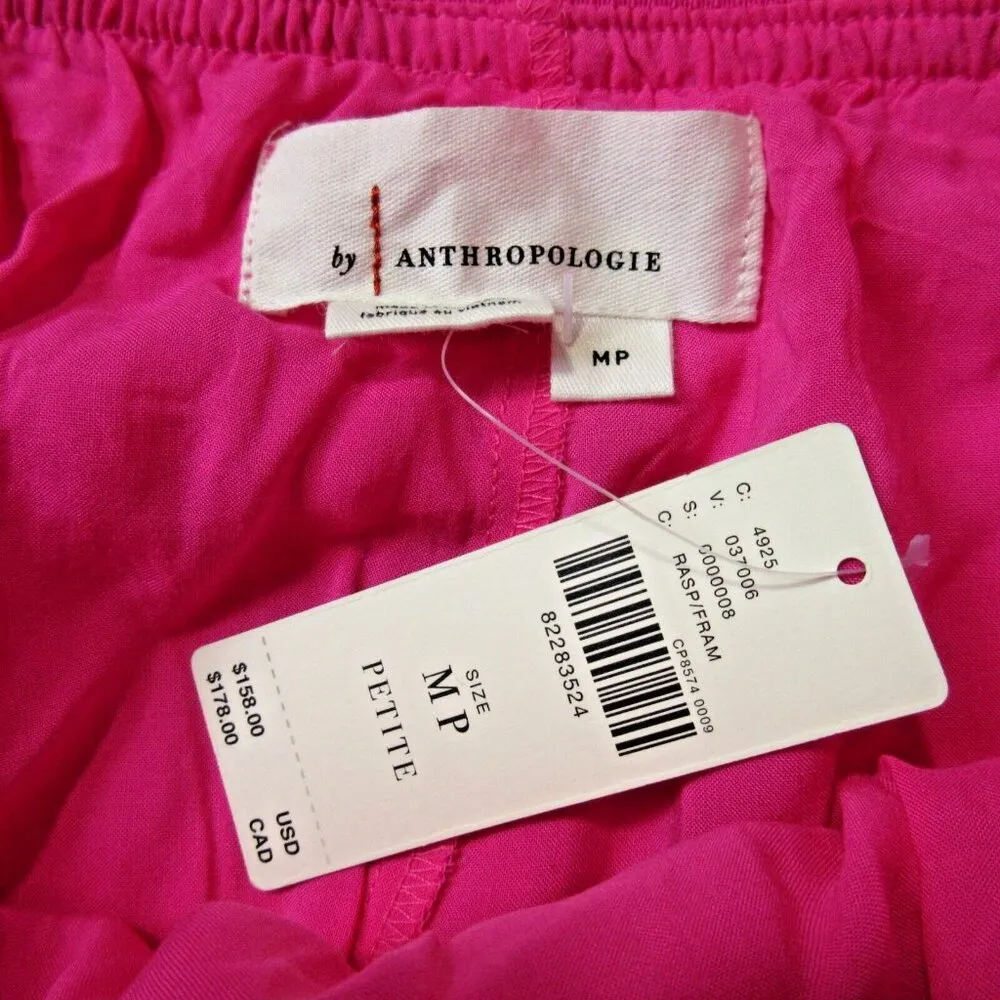 by ANTHROPOLOGIE
fabrique au vietnam
MP
C: 4925
V: 037006
S: 0000008
C: RASP/FRAM
CP8574 0009
82283524
SIZE
MP
PETITE
$158.00 USD
$178.00 CAD